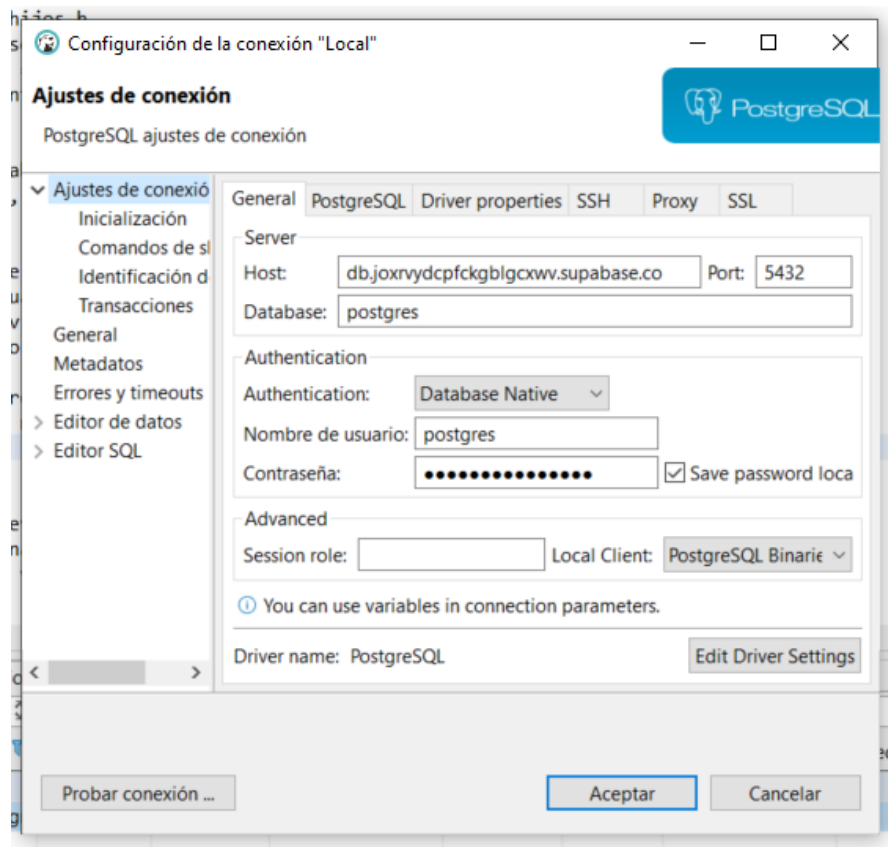 Configuración de la conexión "Local"
Ajustes de conexión
PostgreSQL ajustes de conexión
PostgreSQL
Ajustes de conexió
Inicialización
Comandos de sl
Identificación d
Transacciones
General
Metadatos
Errores y timeouts
Editor de datos
Editor SQL
General PostgreSQL Driver properties SSH Proxy SSL
Server
Host: db.joxrvydcpfckgblgcxwv.supabase.co Port: 5432
Database: postgres
Authentication
Authentication: Database Native
Nombre de usuario: postgres
Contraseña: ●●●●●●●●●●●●●●● Save password loca
Advanced
Session role: Local Client: PostgreSQL Binarie
You can use variables in connection parameters.
Driver name: PostgreSQL Edit Driver Settings
Probar conexión ... Aceptar Cancelar